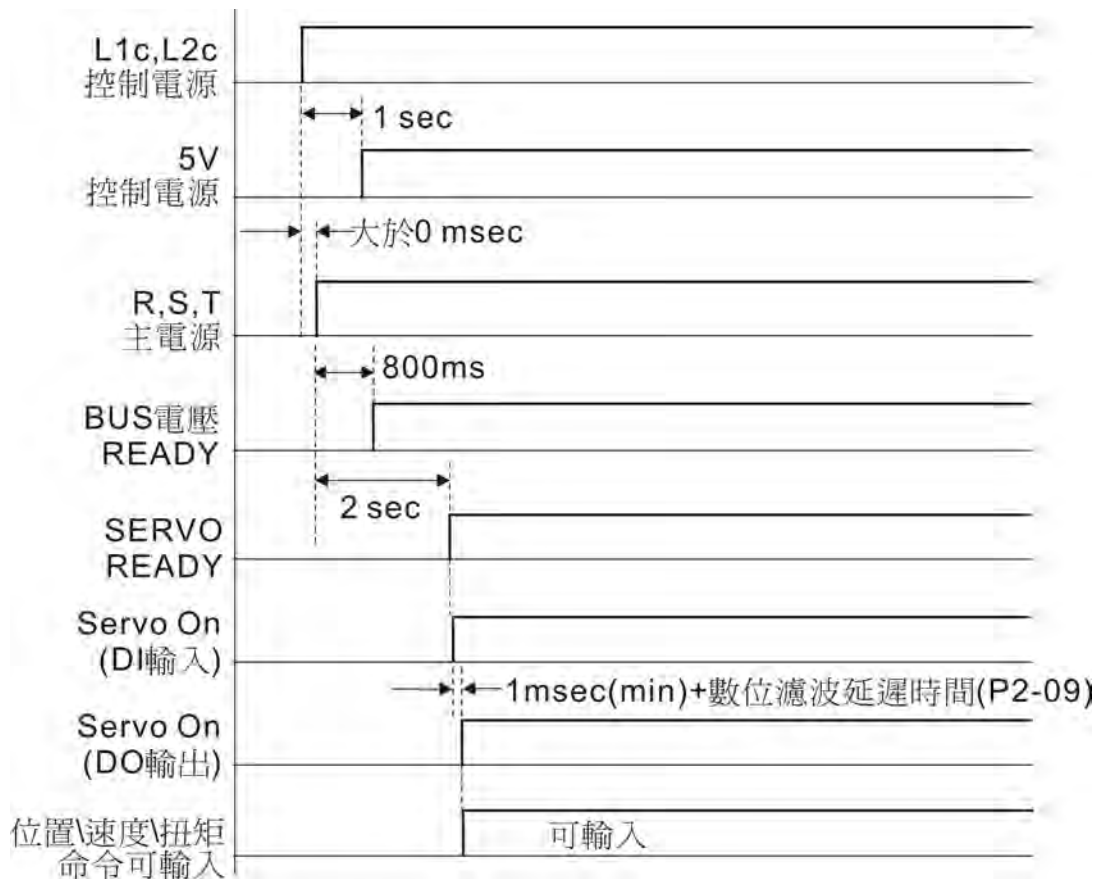 L1c,L2c
控制電源
1 sec
5V
控制電源
大於0 msec
R,S,T
主電源
800ms
BUS電壓
READY
2 sec
SERVO
READY
Servo On
(DI輸入)
1msec(min)+數位濾波延遲時間(P2-09)
Servo On
(DO輸出)
位置\速度\扭矩
命令可輸入
可輸入